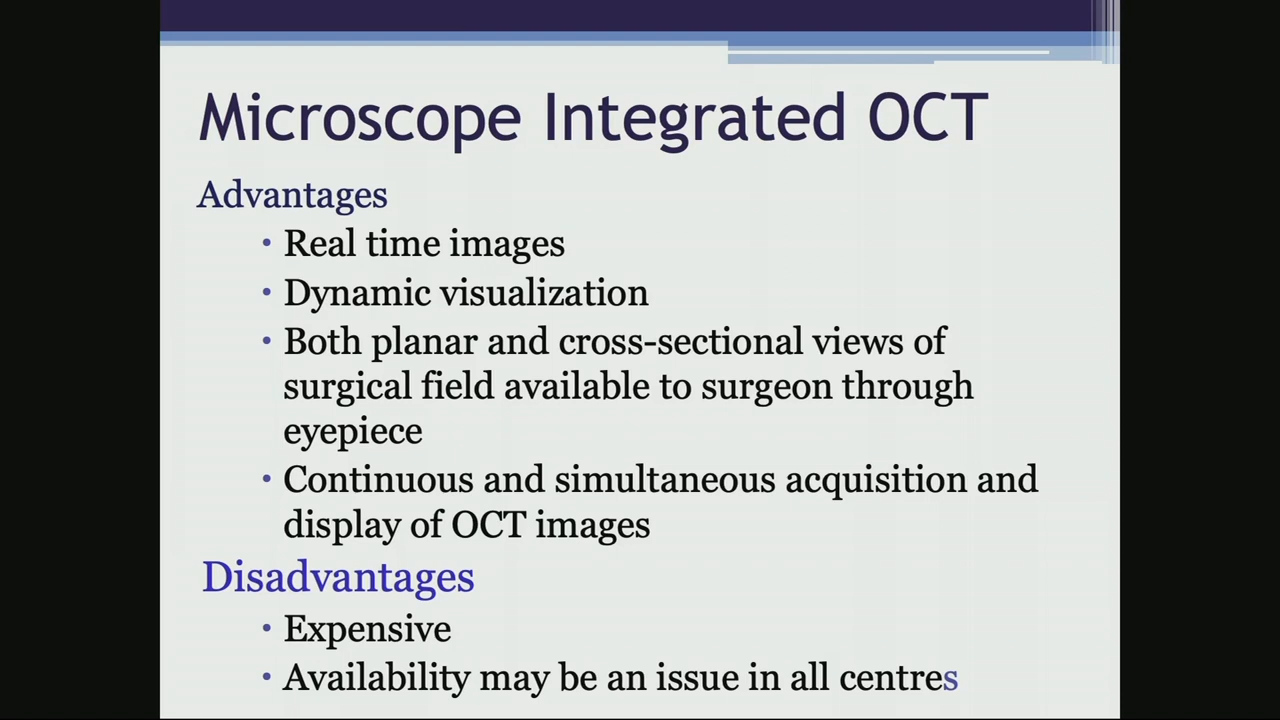 Microscope Integrated OCT
Advantages
• Real time images
• Dynamic visualization
• Both planar and cross-sectional views of
surgical field available to surgeon through
eyepiece
• Continuous and simultaneous acquisition and
display of OCT images
Disadvantages
• Expensive
• Availability may be an issue in all centres